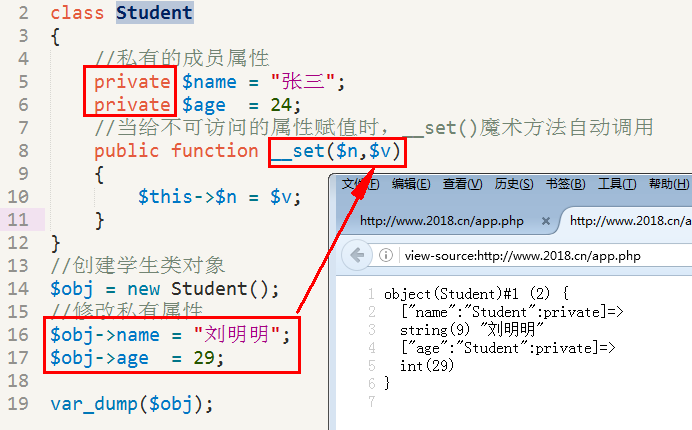 2 class Student
3 {
4 //私有的成员属性
5 private $name = "张三";
6 private $age = 24;
7 //当给不可访问的属性赋值时，__set()魔术方法自动调用
8 public function __set($n,$v)
9 {
10 $this->$n = $v;
11 }
12 }
13 //创建学生类对象
14 $obj = new Student();
15 //修改私有属性
16 $obj->name = "刘明明";
17 $obj->age = 29;
18
19 var_dump($obj);
文件(F) 编辑(E) 查看(V) 历史(S) 书签(B) 工具(T) 帮助(H)
http://www.2018.cn/app.php × http://www.2018.cn/app.php
view-source:http://www.2018.cn/app.php
1 object(Student)#1 (2) {
2 ["name":"Student":private]=>
3 string(9) "刘明明"
4 ["age":"Student":private]=>
5 int(29)
6 }
7